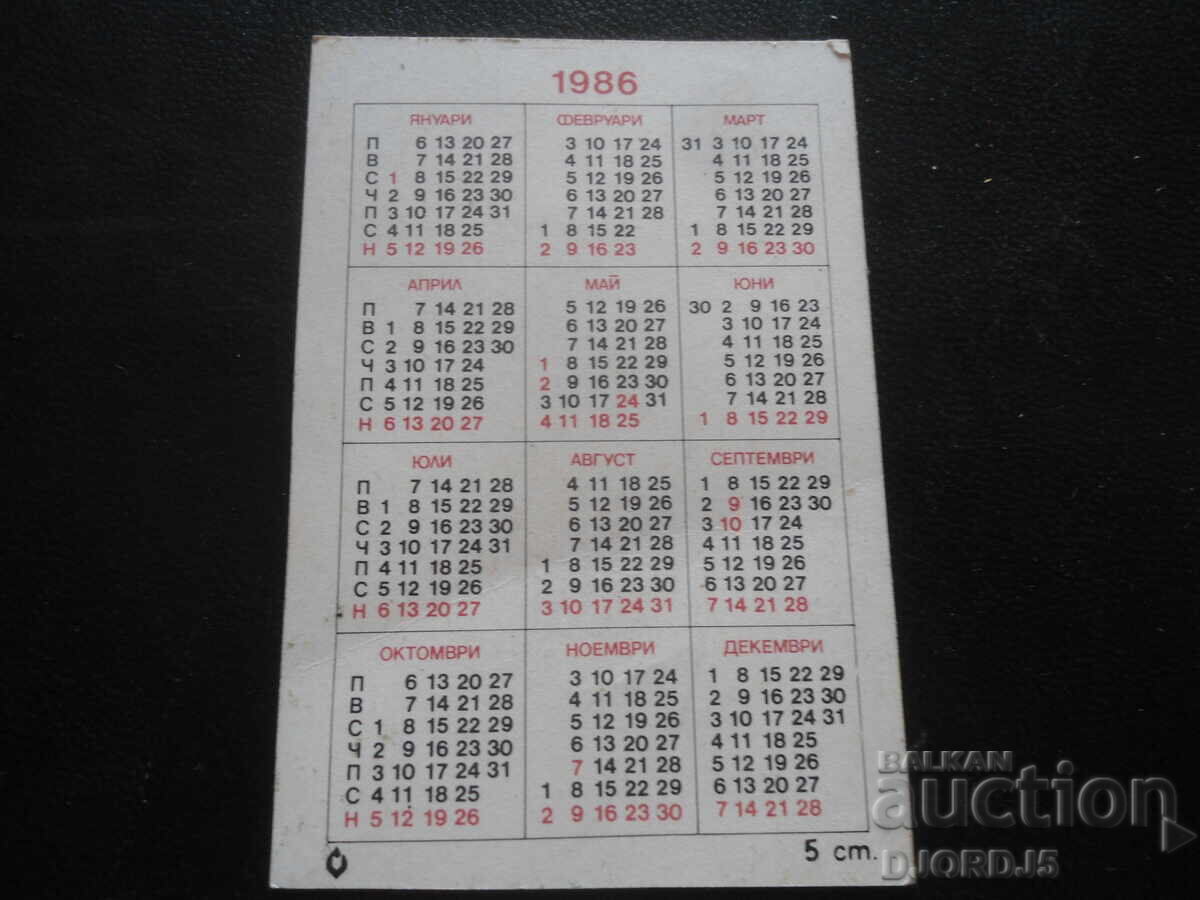 1986
ЯНУАРИ ФЕВРУАРИ МАРТ
П 6 13 20 27 3 10 17 24 31 3 10 17 24
В 7 14 21 28 4 11 18 25 4 11 18 25
С 1 8 15 22 29 5 12 19 26 5 12 19 26
Ч 2 9 16 23 30 6 13 20 27 6 13 20 27
П 3 10 17 24 31 7 14 21 28 7 14 21 28
С 4 11 18 25 1 8 15 22 1 8 15 22 29
Н 5 12 19 26 2 9 16 23 2 9 16 23 30
АПРИЛ МАЙ ЮНИ
П 7 14 21 28 5 12 19 26 30 2 9 16 23
В 1 8 15 22 29 6 13 20 27 3 10 17 24
С 2 9 16 23 30 7 14 21 28 4 11 18 25
Ч 3 10 17 24 1 8 15 22 29 5 12 19 26
П 4 11 18 25 2 9 16 23 30 6 13 20 27
С 5 12 19 26 3 10 17 24 31 7 14 21 28
Н 6 13 20 27 4 11 18 25 1 8 15 22 29
ЮЛИ АВГУСТ СЕПТЕМВРИ
П 7 14 21 28 4 11 18 25 1 8 15 22 29
В 1 8 15 22 29 5 12 19 26 2 9 16 23 30
С 2 9 16 23 30 6 13 20 27 3 10 17 24
Ч 3 10 17 24 31 7 14 21 28 4 11 18 25
П 4 11 18 25 1 8 15 22 29 5 12 19 26
С 5 12 19 26 2 9 16 23 30 6 13 20 27
Н 6 13 20 27 3 10 17 24 31 7 14 21 28
ОКТОМВРИ НОЕМВРИ ДЕКЕМВРИ
П 6 13 20 27 3 10 17 24 1 8 15 22 29
В 7 14 21 28 4 11 18 25 2 9 16 23 30
С 1 8 15 22 29 5 12 19 26 3 10 17 24 31
Ч 2 9 16 23 30 6 13 20 27 4 11 18 25
П 3 10 17 24 31 7 14 21 28 5 12 19 26
С 4 11 18 25 1 8 15 22 29 6 13 20 27
Н 5 12 19 26 2 9 16 23 30 7 14 21 28
5 cm.
BALKAN
auction
DJORDJ5